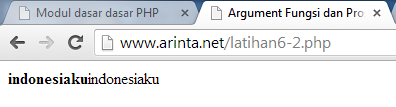 Modul dasar dasar PHP
Argument Fungsi dan Pro
www.arinta.net/latihan6-2.php
indonesiakuindonesiaku